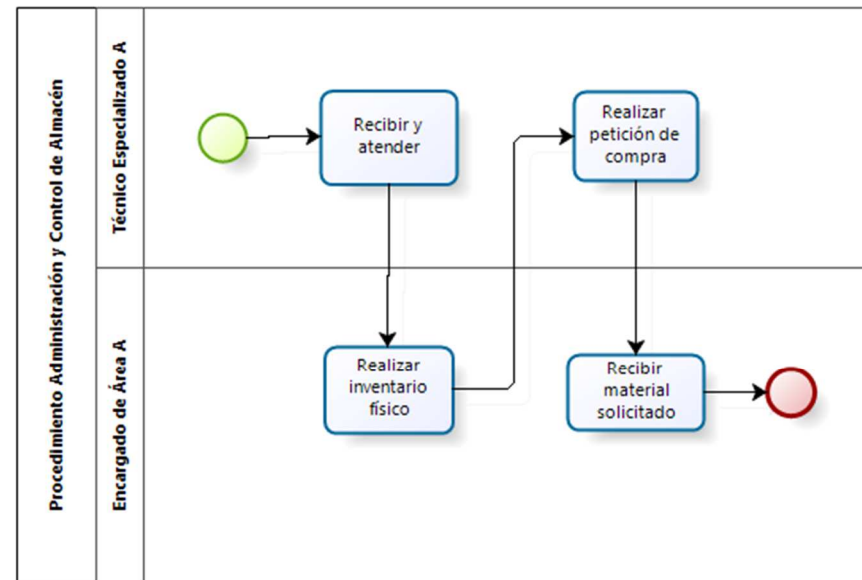 Procedimiento Administración y Control de Almacén
Técnico Especializado A
Recibir y
atender
Realizar
petición de
compra
Encargado de Área A
Realizar
inventario
físico
Recibir
material
solicitado